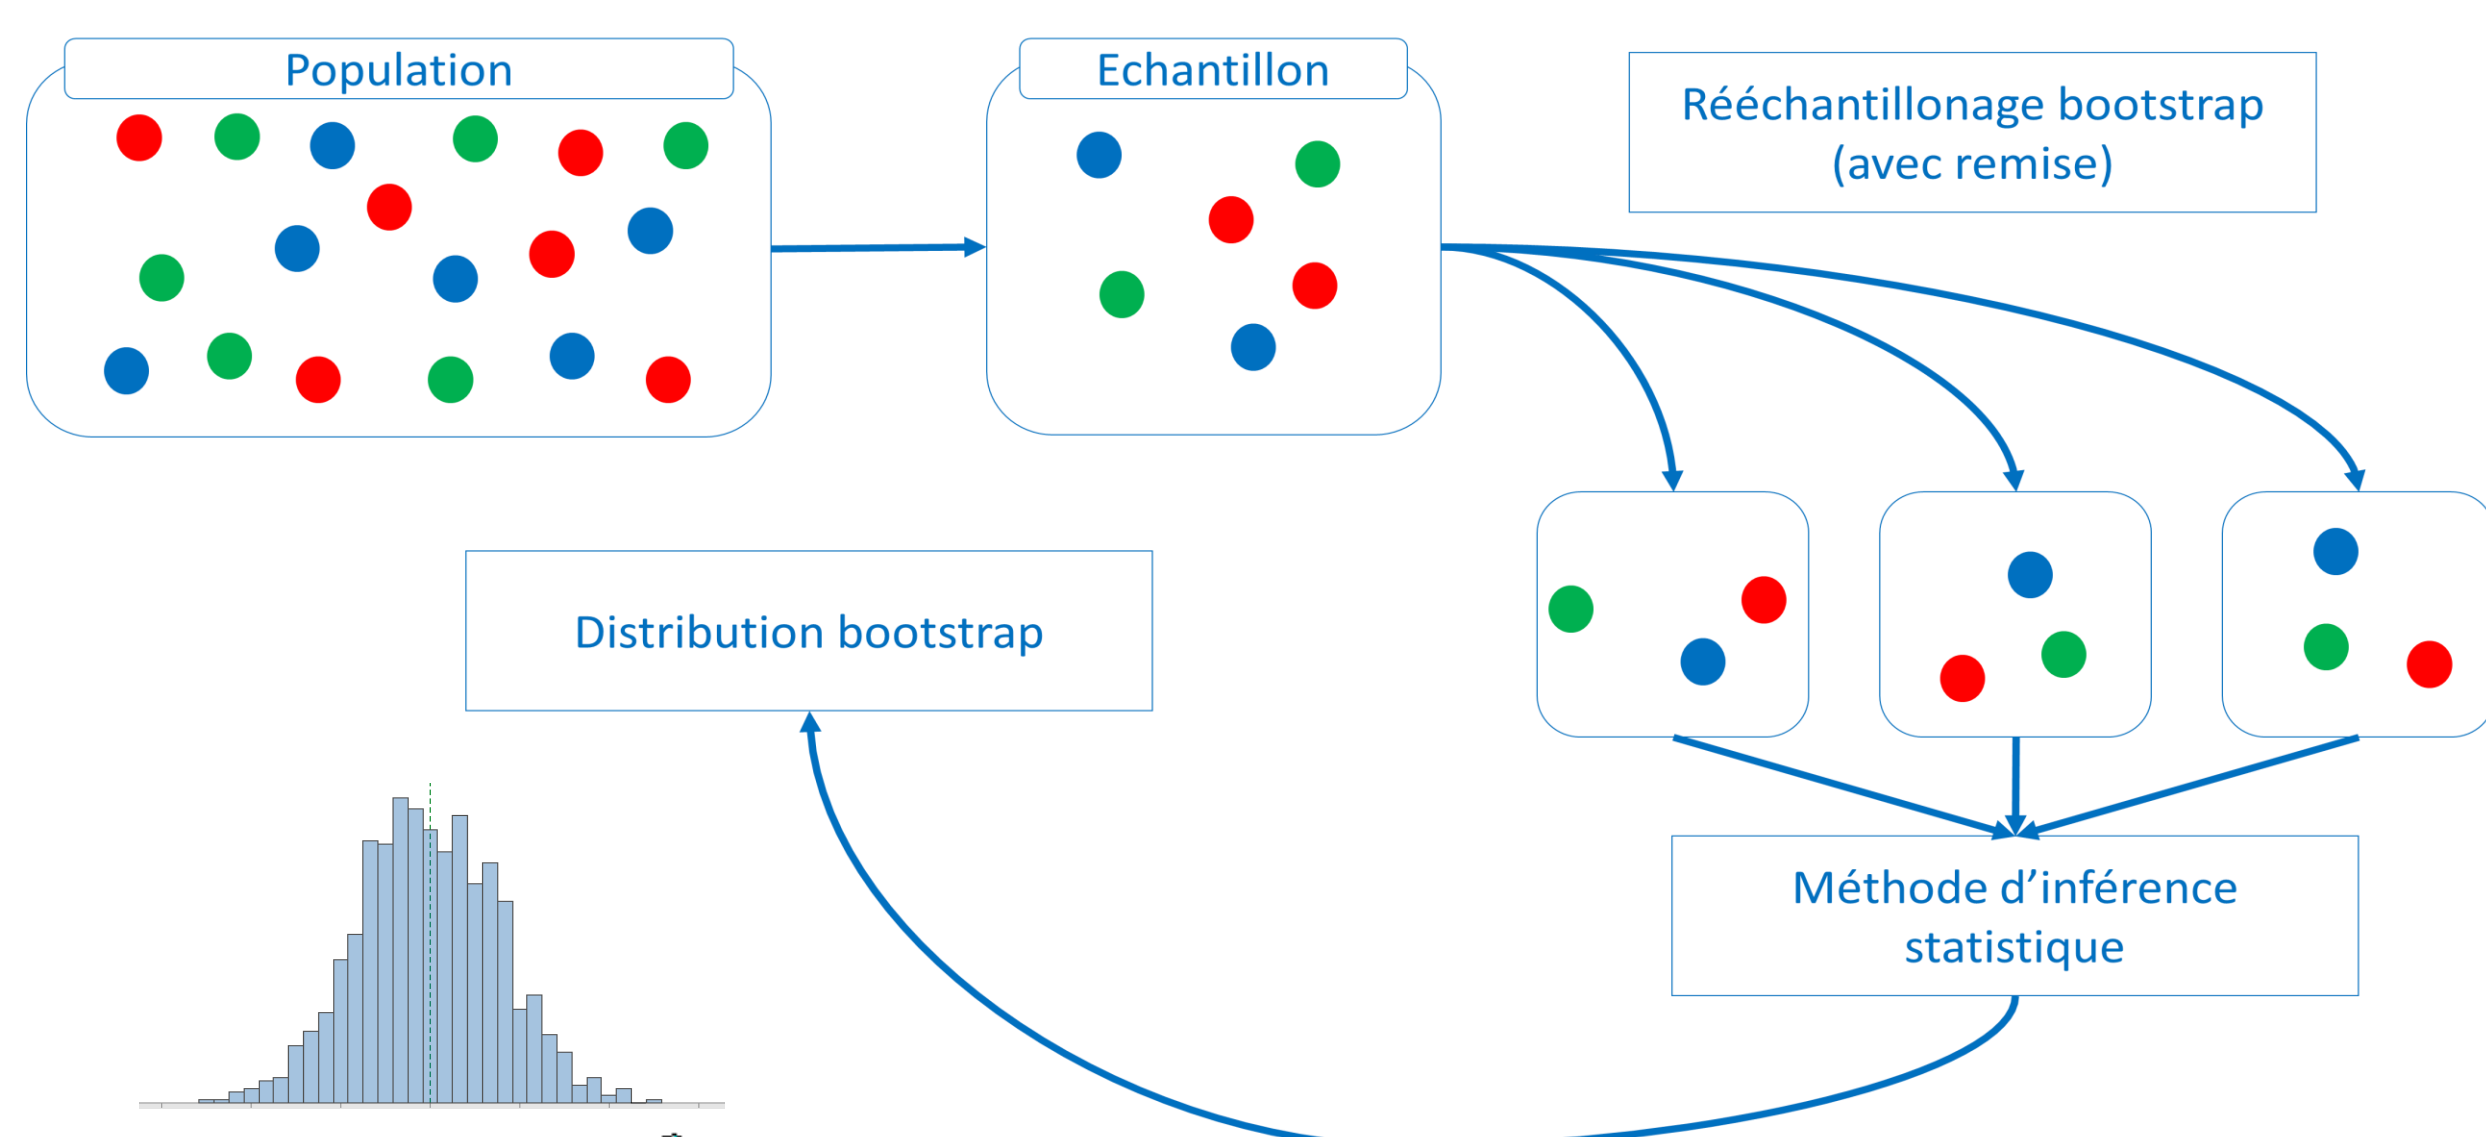 Population
Echantillon
Rééchantillonage bootstrap
(avec remise)
Distribution bootstrap
Méthode d’inférence
statistique